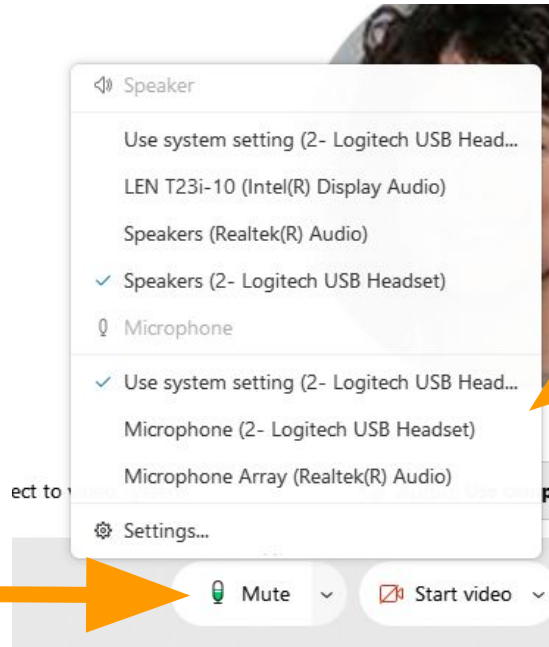 Speaker
Use system setting (2- Logitech USB Head...
LEN T23i-10 (Intel(R) Display Audio)
Speakers (Realtek(R) Audio)
Speakers (2- Logitech USB Headset)
Microphone
Use system setting (2- Logitech USB Head...
Microphone (2- Logitech USB Headset)
Microphone Array (Realtek(R) Audio)
ect to
Settings...
Mute
Start video